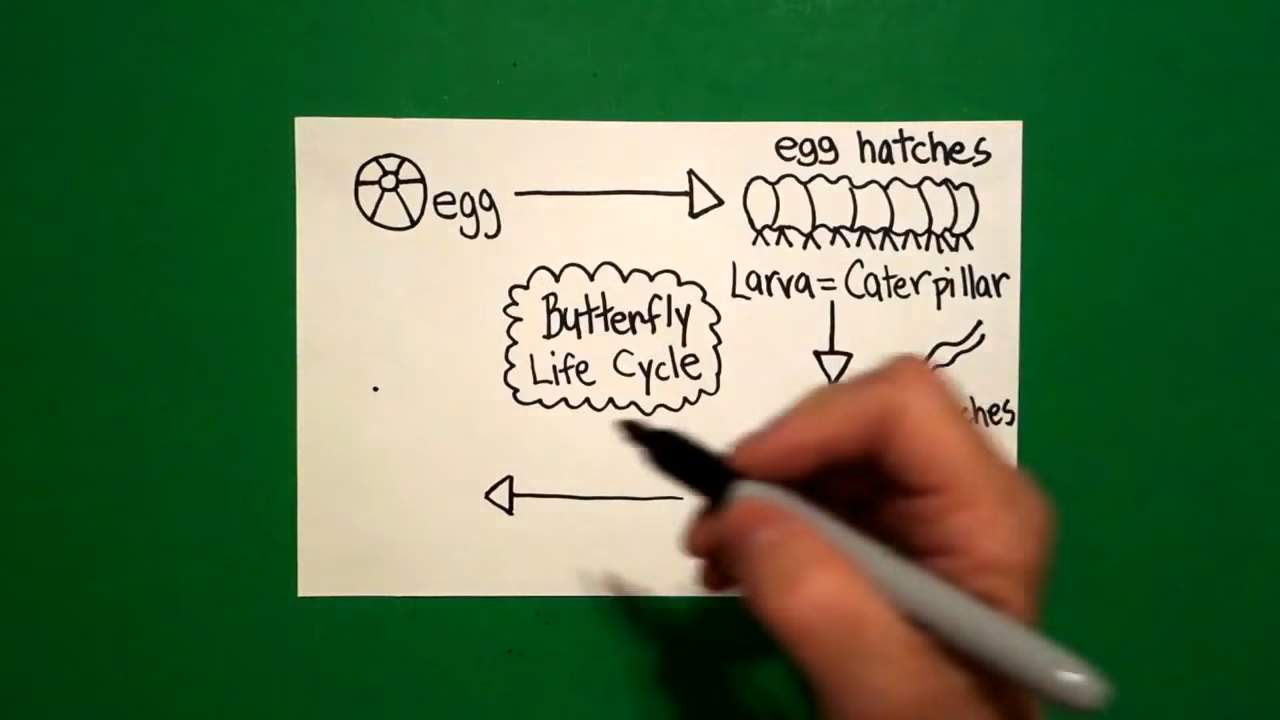 egg hatches
egg
Larva = Caterpillar
Butterfly
Life Cycle